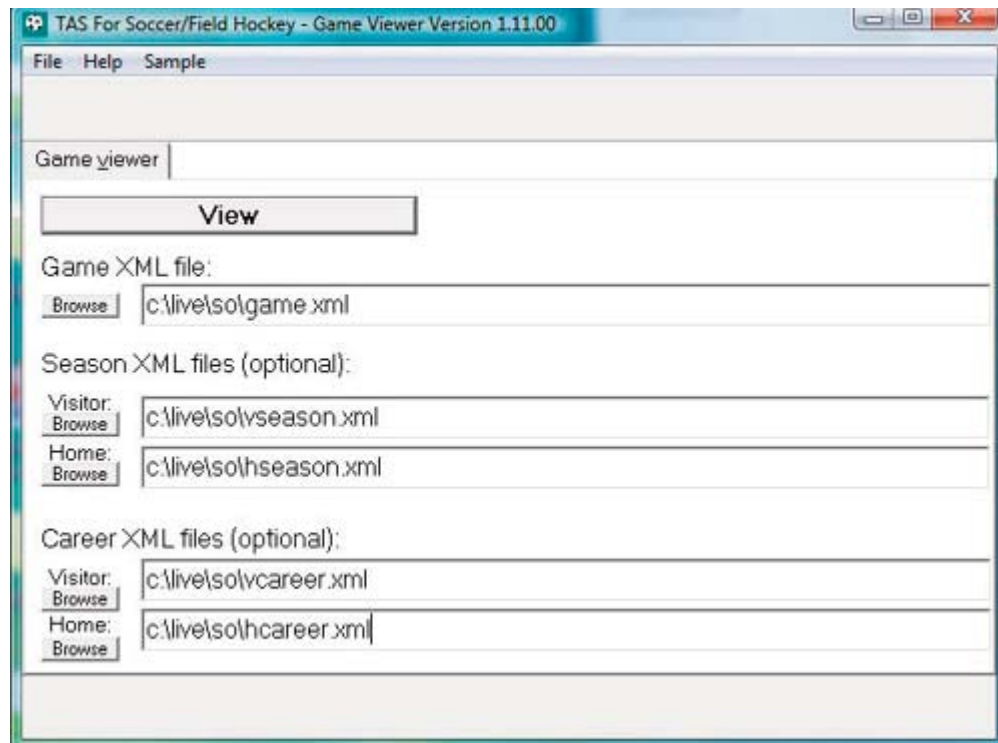 TAS For Soccer/Field Hockey - Game Viewer Version 1.11.00
File Help Sample
Game viewer
View
Game XML file:
Browse c:\live\so\game.xml
Season XML files (optional):
Visitor:
Browse c:\live\so\vseason.xml
Home:
Browse c:\live\so\hseason.xml
Career XML files (optional):
Visitor:
Browse c:\live\so\vcareer.xml
Home:
Browse c:\live\so\hcareer.xml